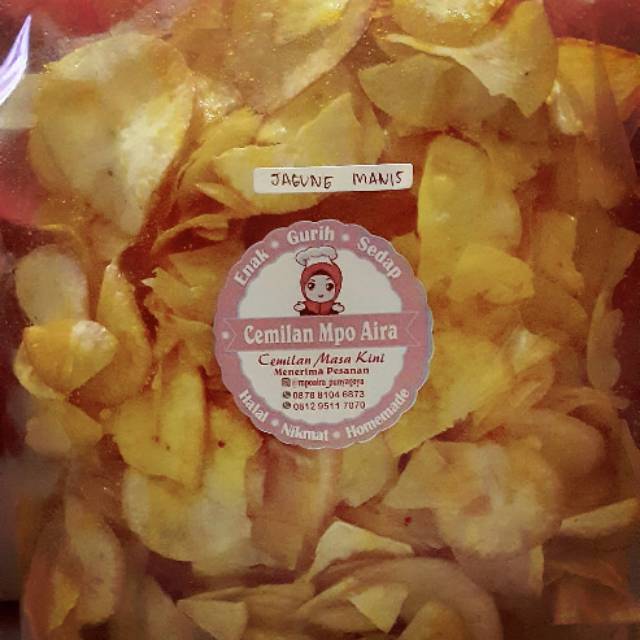 JAGUNG MANIS
Enak • Gurih • Sedap
Cemilan Mpo Aira
Cemilan Masa Kini
Menerima Pesanan
@mpoaira_punyagaya
0878 8104 6873
0812 9511 7870
Halal • Nikmat • Homemade